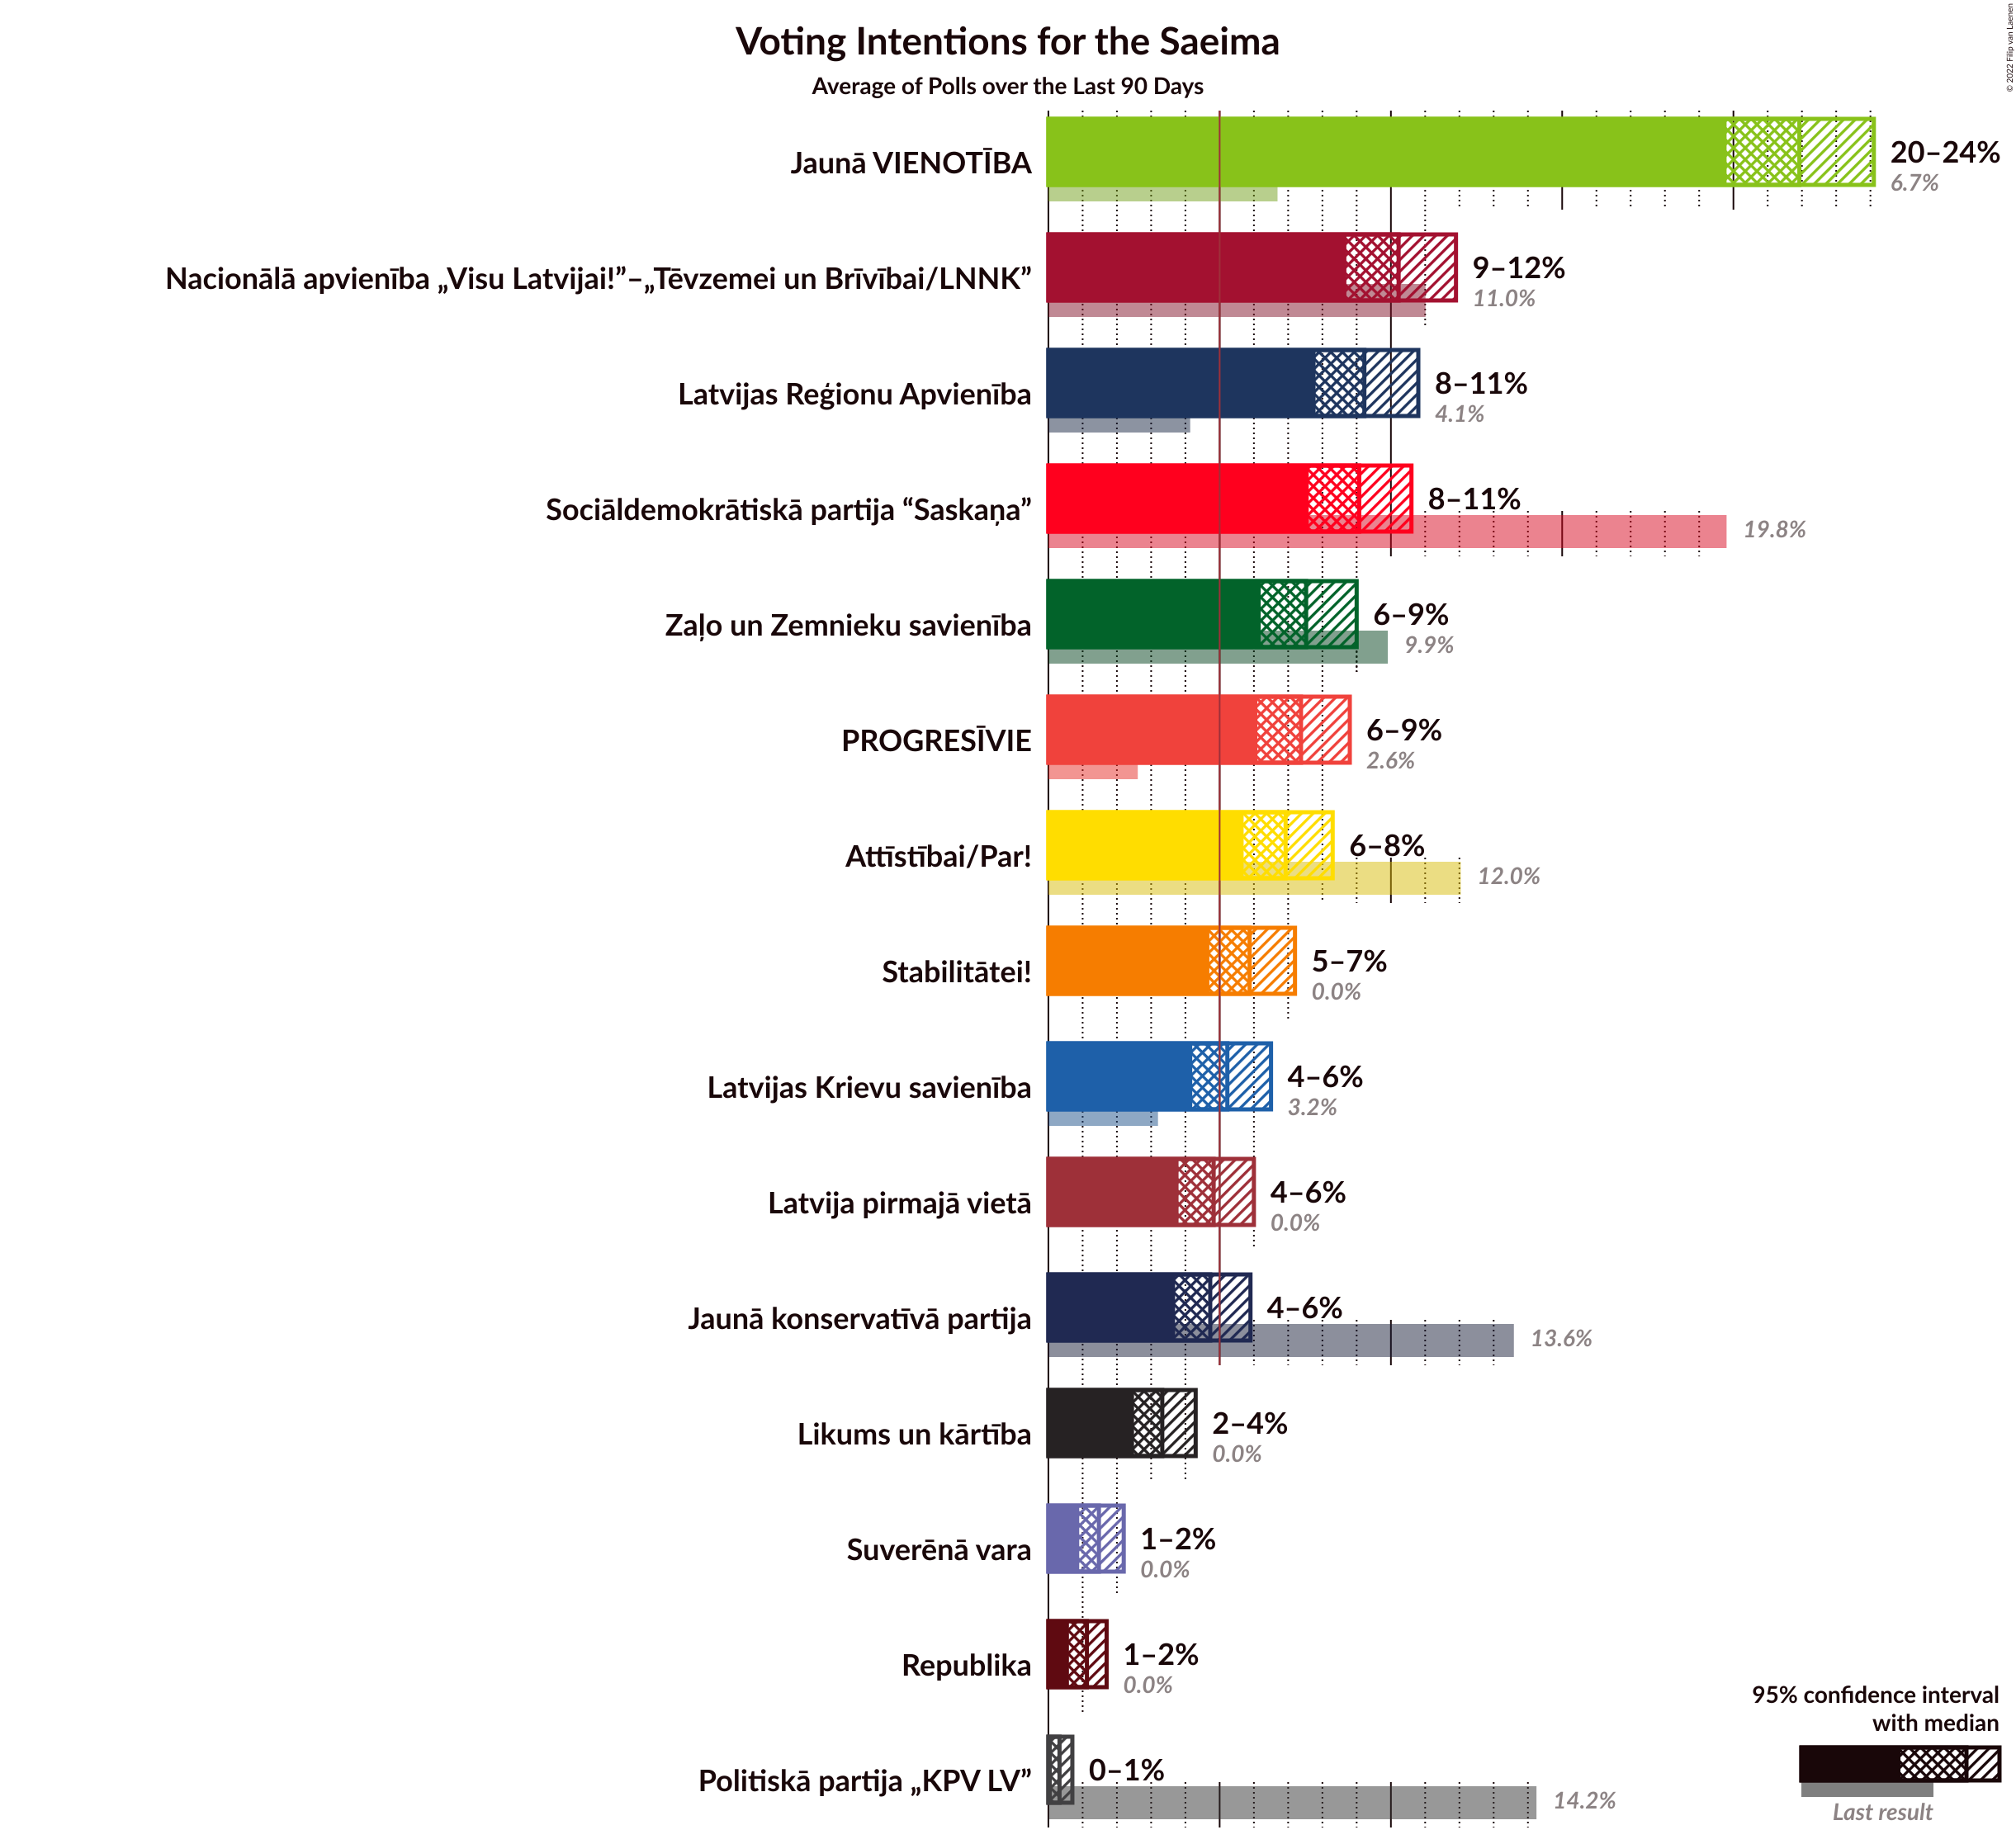 Voting Intentions for the Saeima
Average of Polls over the Last 90 Days
© 2022 Filip van Laenen
Jaunā VIENOTĪBA
20–24%
6.7%
Nacionālā apvienība „Visu Latvijai!”–„Tēvzemei un Brīvībai/LNNK”
9–12%
11.0%
Latvijas Reģionu Apvienība
8–11%
4.1%
Sociāldemokrātiskā partija “Saskaņa”
8–11%
19.8%
Zaļo un Zemnieku savienība
6–9%
9.9%
PROGRESĪVIE
6–9%
2.6%
Attīstībai/Par!
6–8%
12.0%
Stabilitātei!
5–7%
0.0%
Latvijas Krievu savienība
4–6%
3.2%
Latvija pirmajā vietā
4–6%
0.0%
Jaunā konservatīvā partija
4–6%
13.6%
Likums un kārtība
2–4%
0.0%
Suverēnā vara
1–2%
0.0%
Republika
1–2%
0.0%
Politiskā partija „KPV LV”
0–1%
14.2%
95% confidence interval
with median
Last result